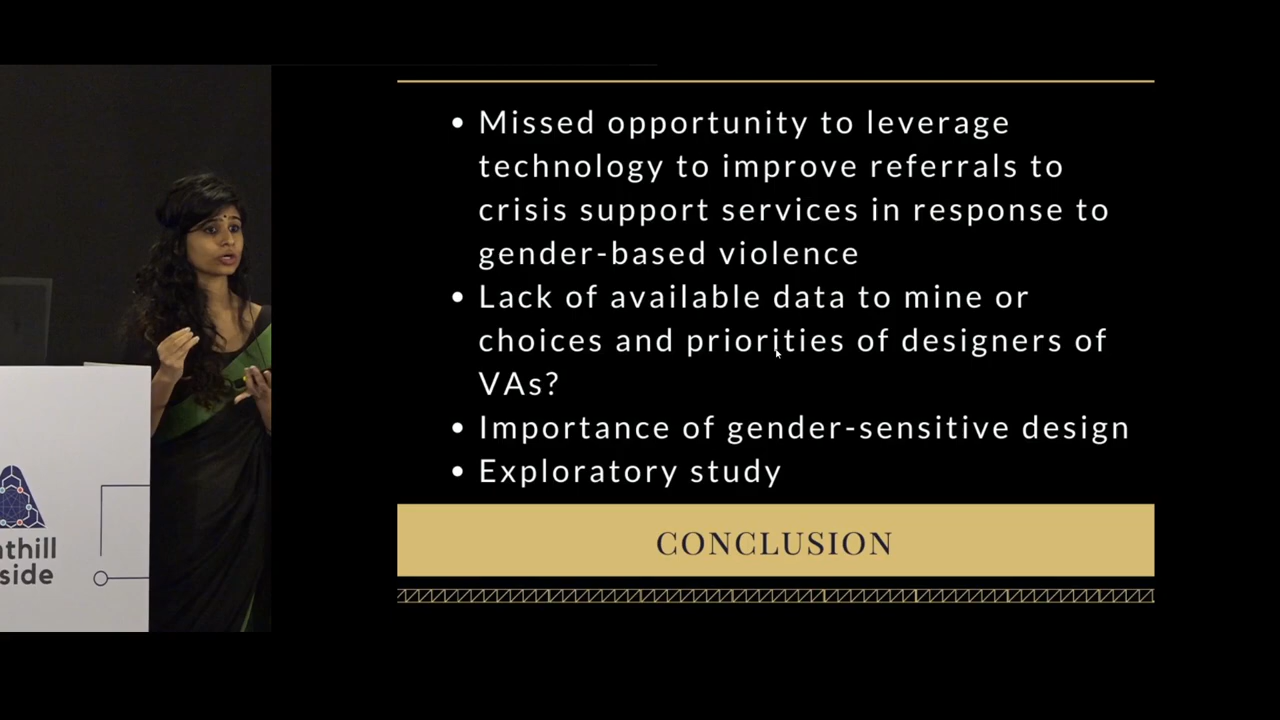 • Missed opportunity to leverage
technology to improve referrals to
crisis support services in response to
gender-based violence
• Lack of available data to mine or
choices and priorities of designers of
VAs?
• Importance of gender-sensitive design
• Exploratory study
CONCLUSION
thill
side